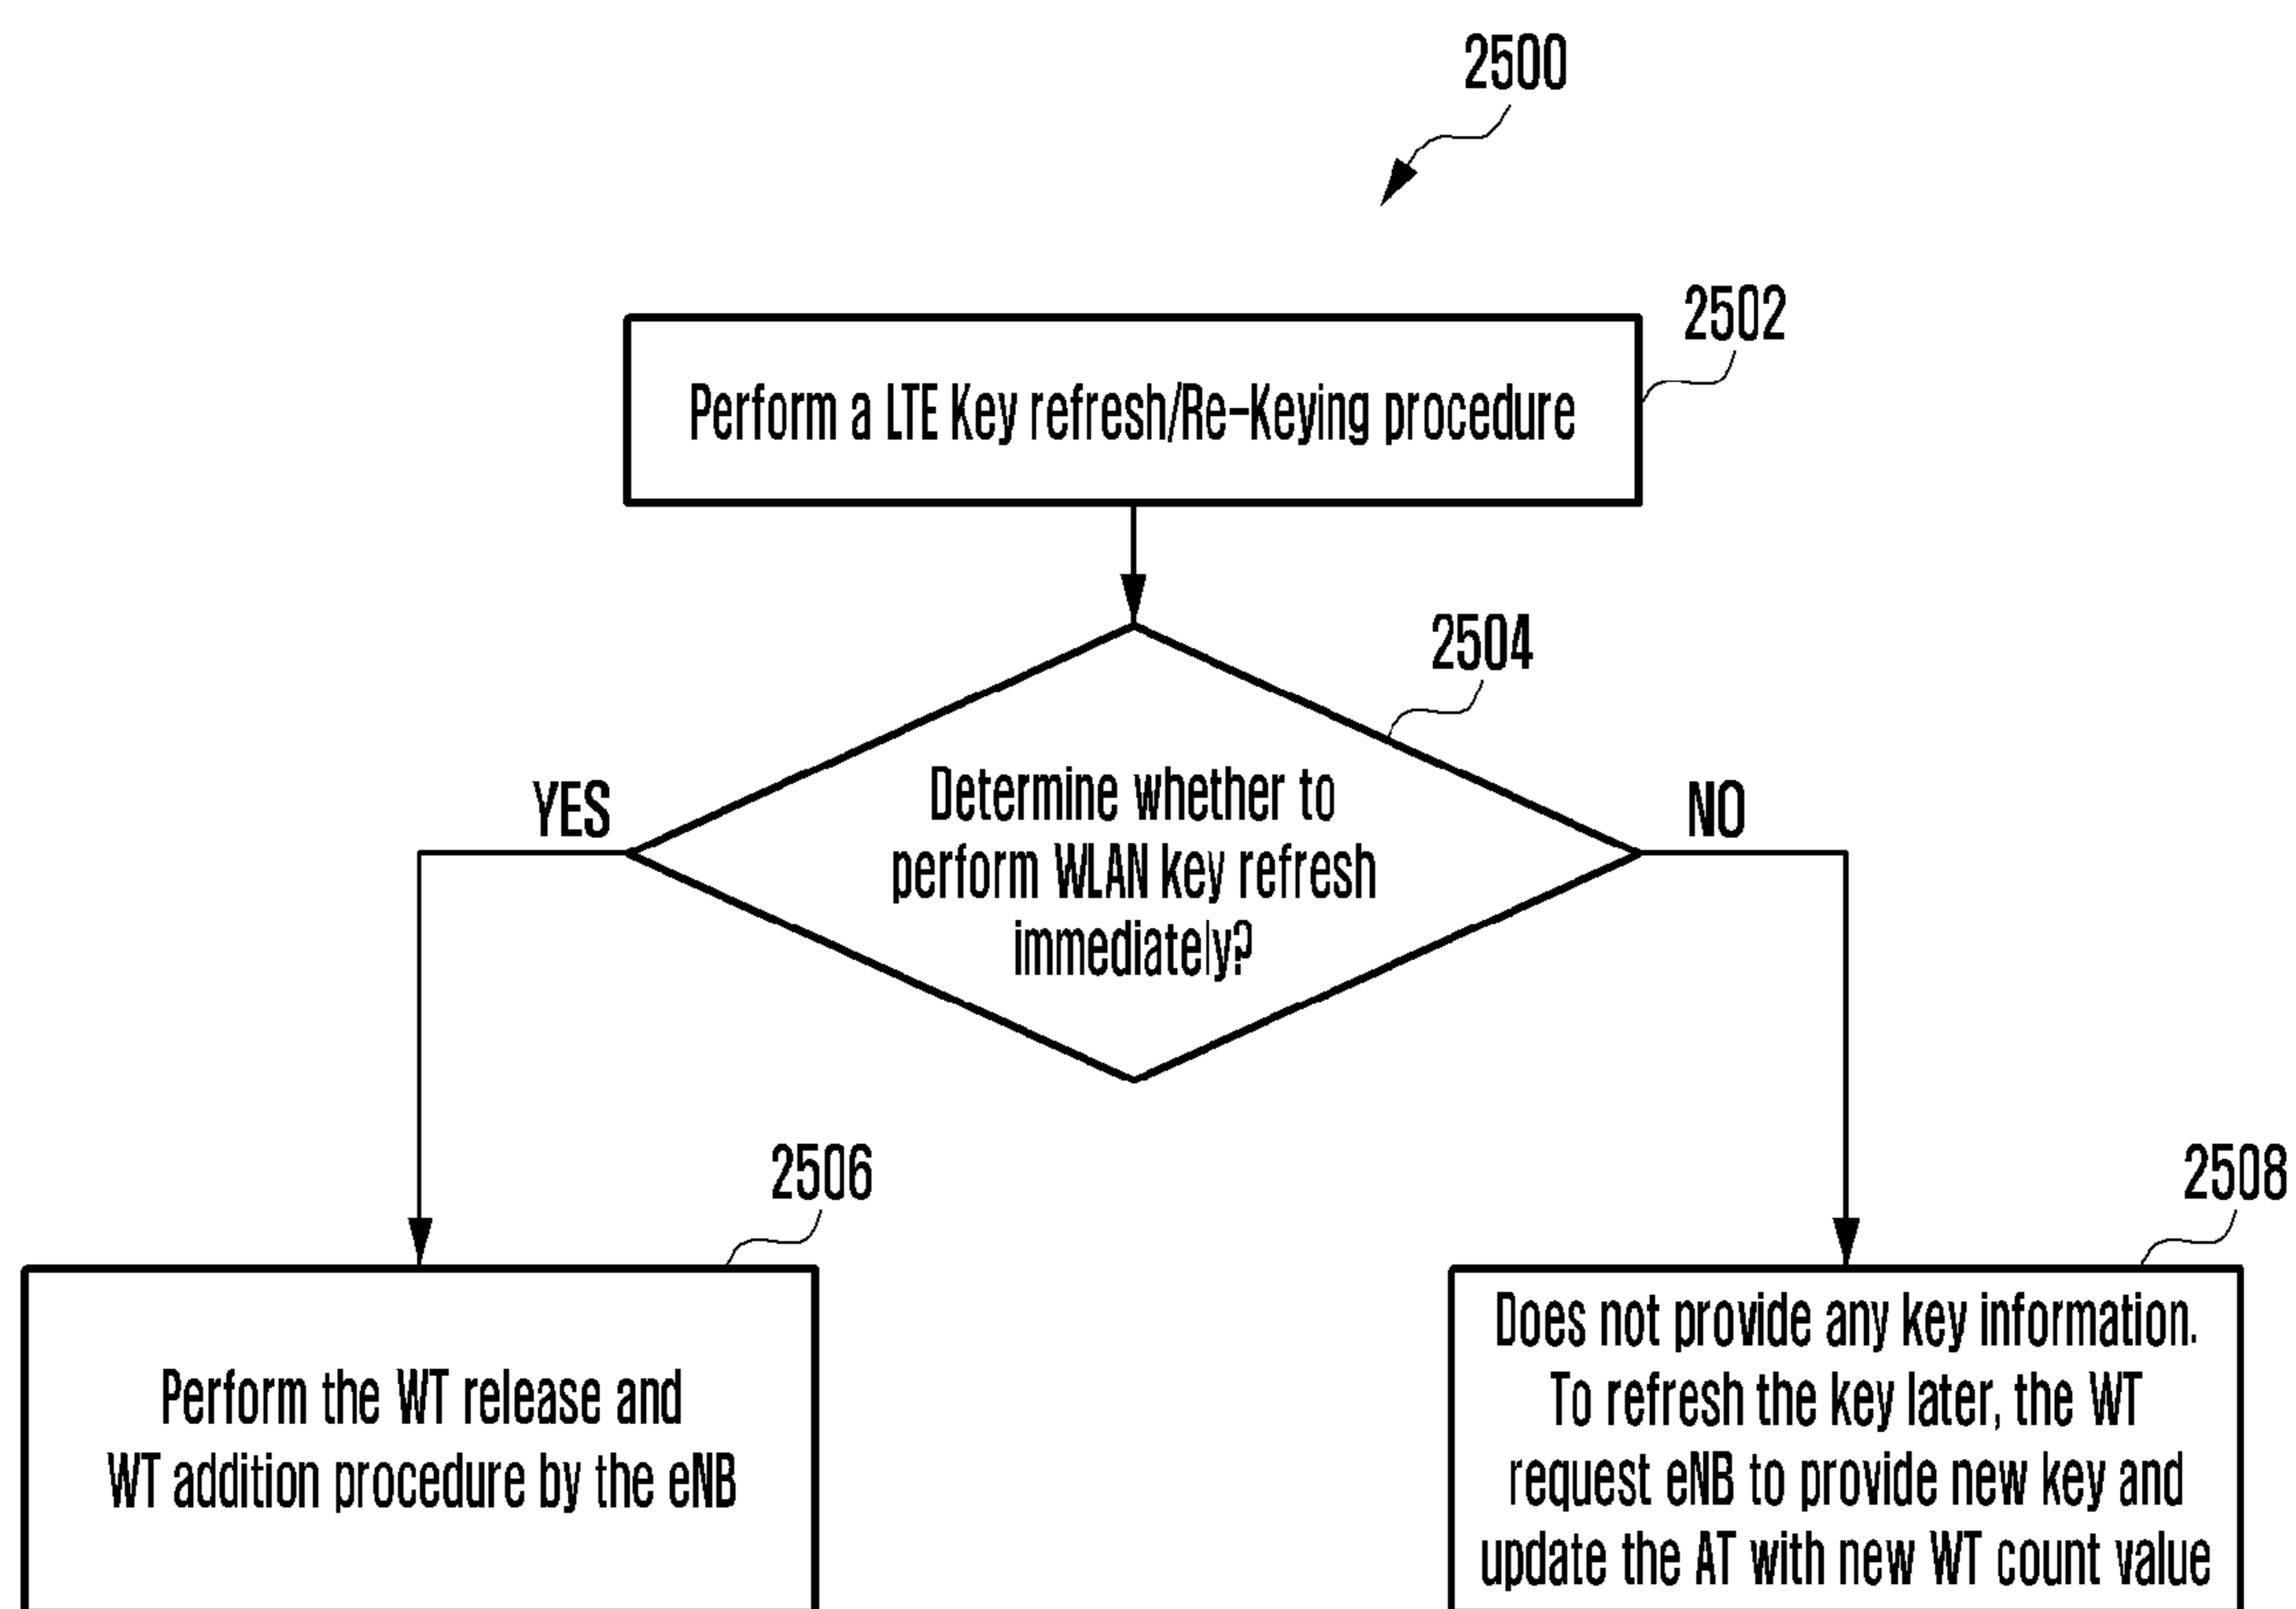 2500
2502
Perform a LTE Key refresh/Re-Keying procedure
2504
Determine whether to
perform WLAN key refresh
immediately?
YES
NO
2506
Perform the WT release and
WT addition procedure by the eNB
2508
Does not provide any key information.
To refresh the key later, the WT
request eNB to provide new key and
update the AT with new WT count value